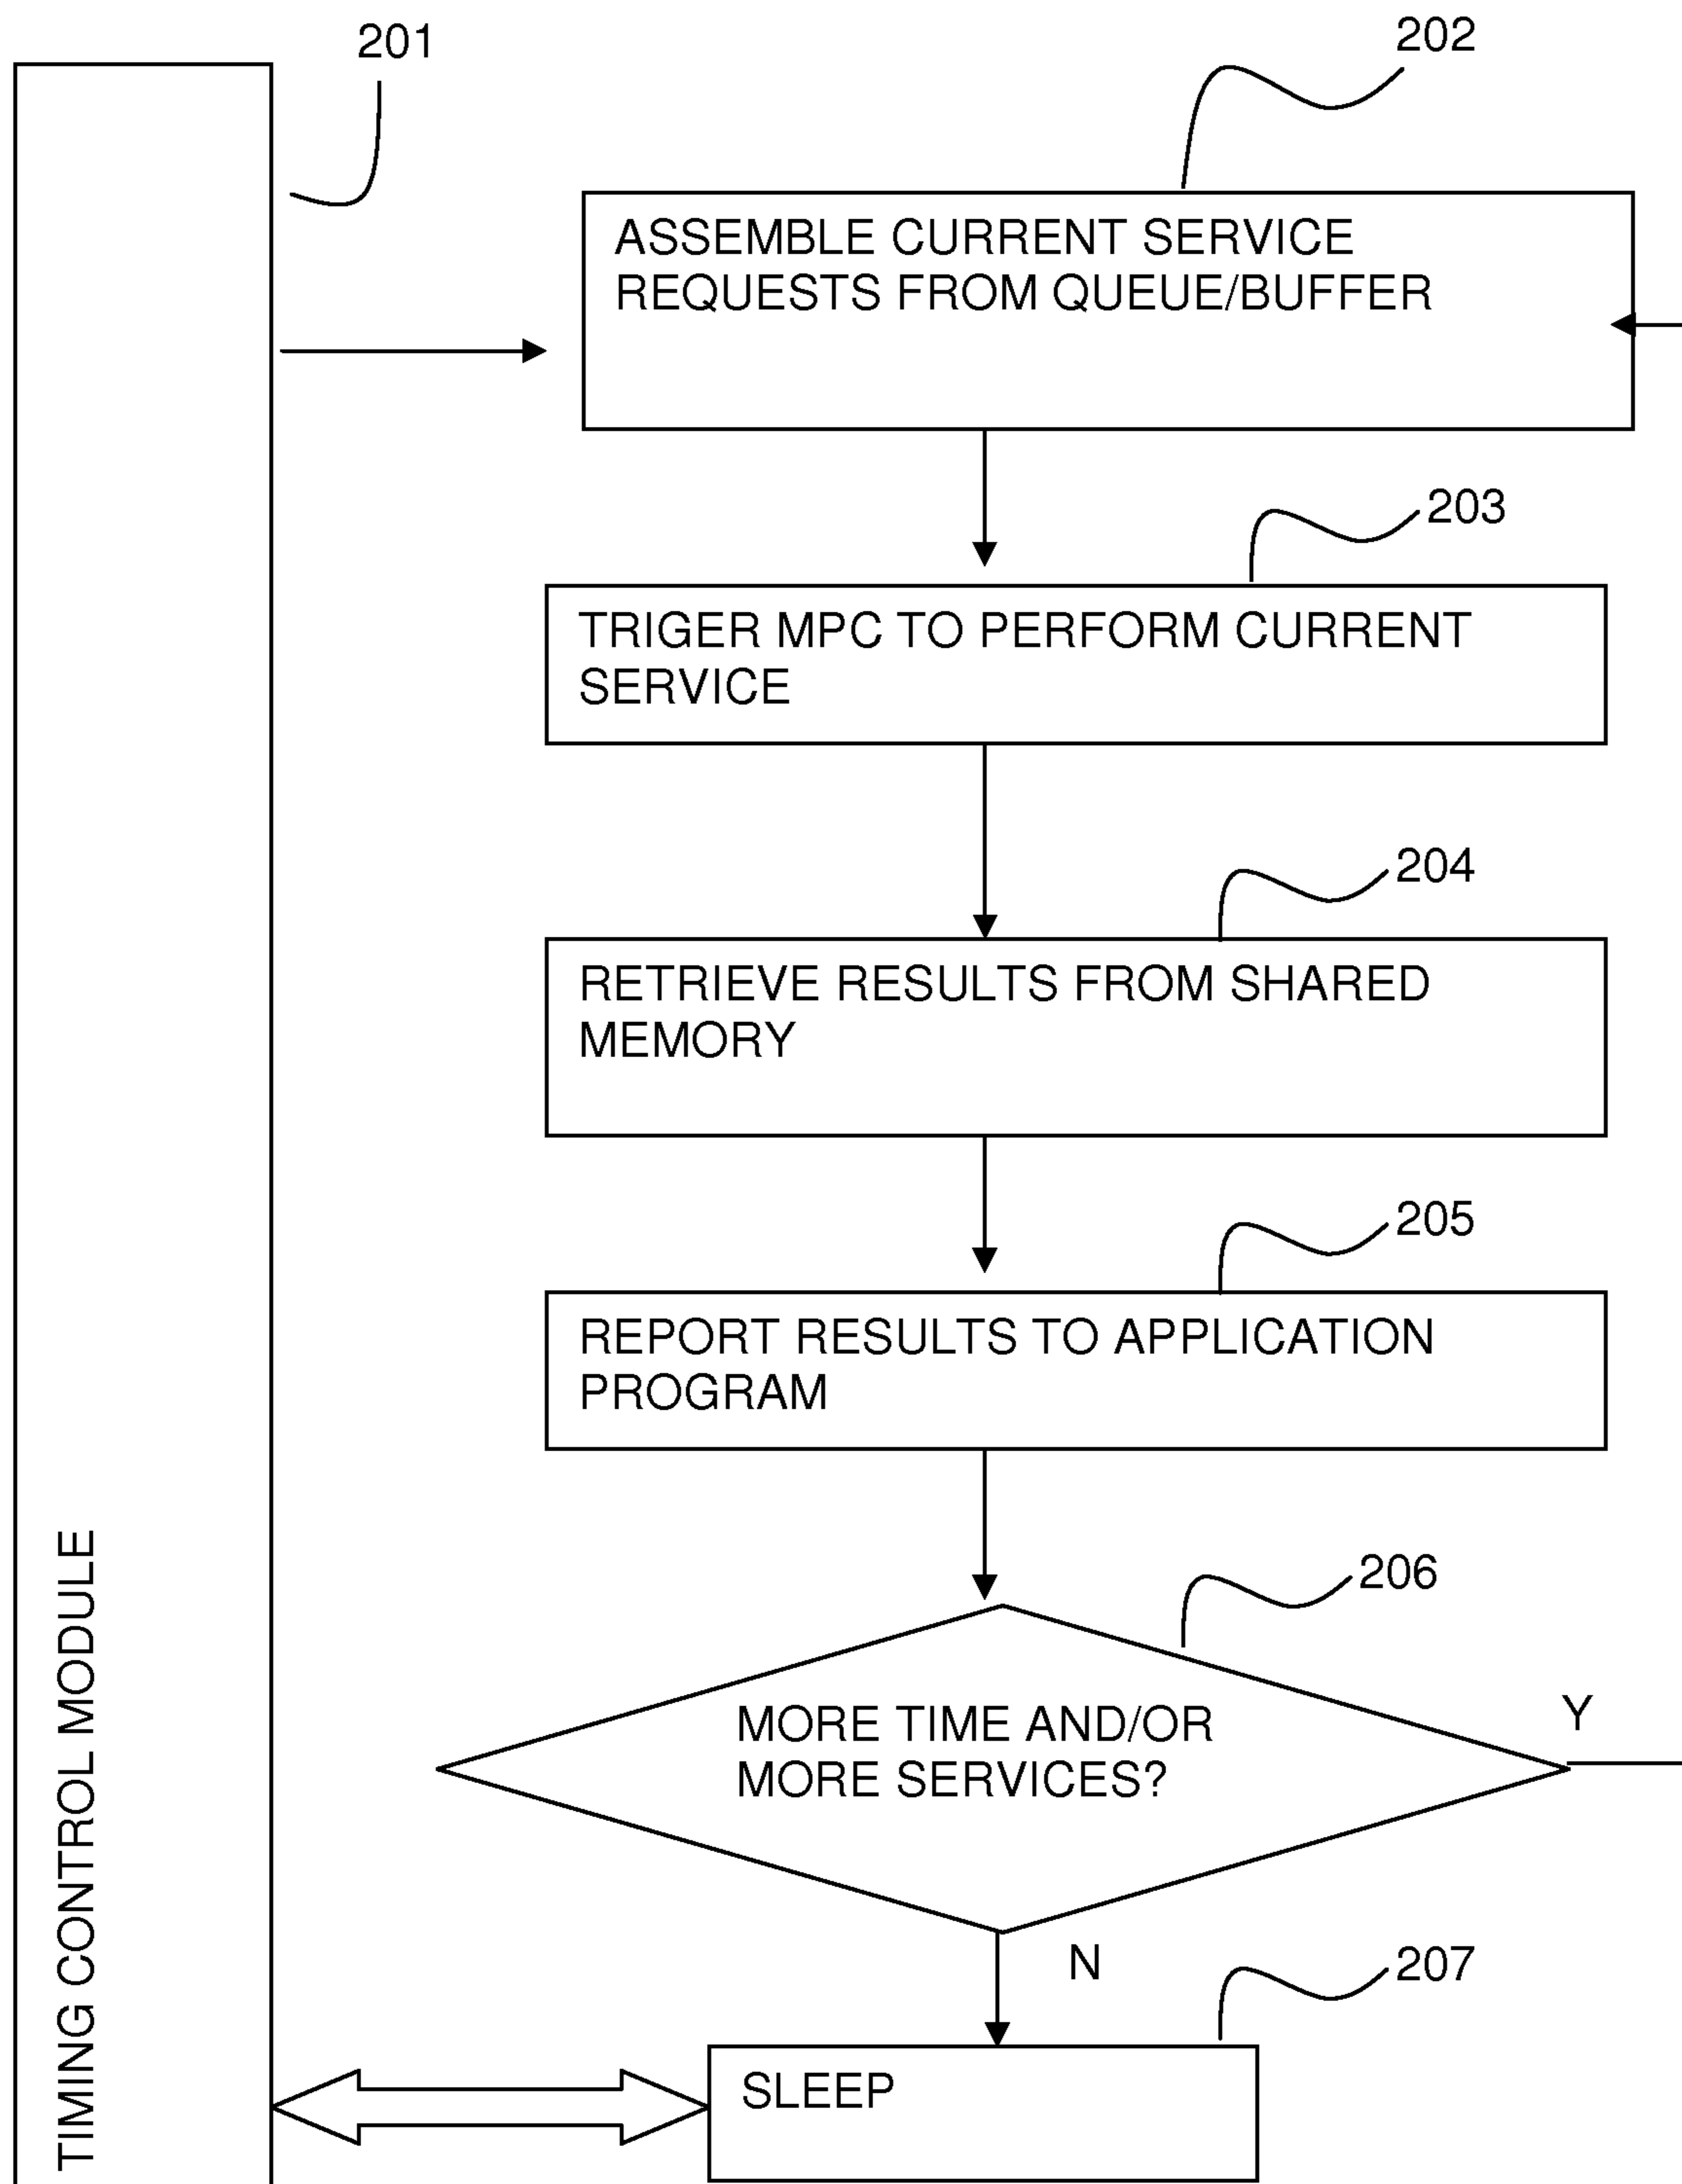 201
202
ASSEMBLE CURRENT SERVICE
REQUESTS FROM QUEUE/BUFFER
203
TRIGER MPC TO PERFORM CURRENT
SERVICE
204
RETRIEVE RESULTS FROM SHARED
MEMORY
205
REPORT RESULTS TO APPLICATION
PROGRAM
206
MORE TIME AND/OR
MORE SERVICES?
Y
N
207
SLEEP
TIMING CONTROL MODULE